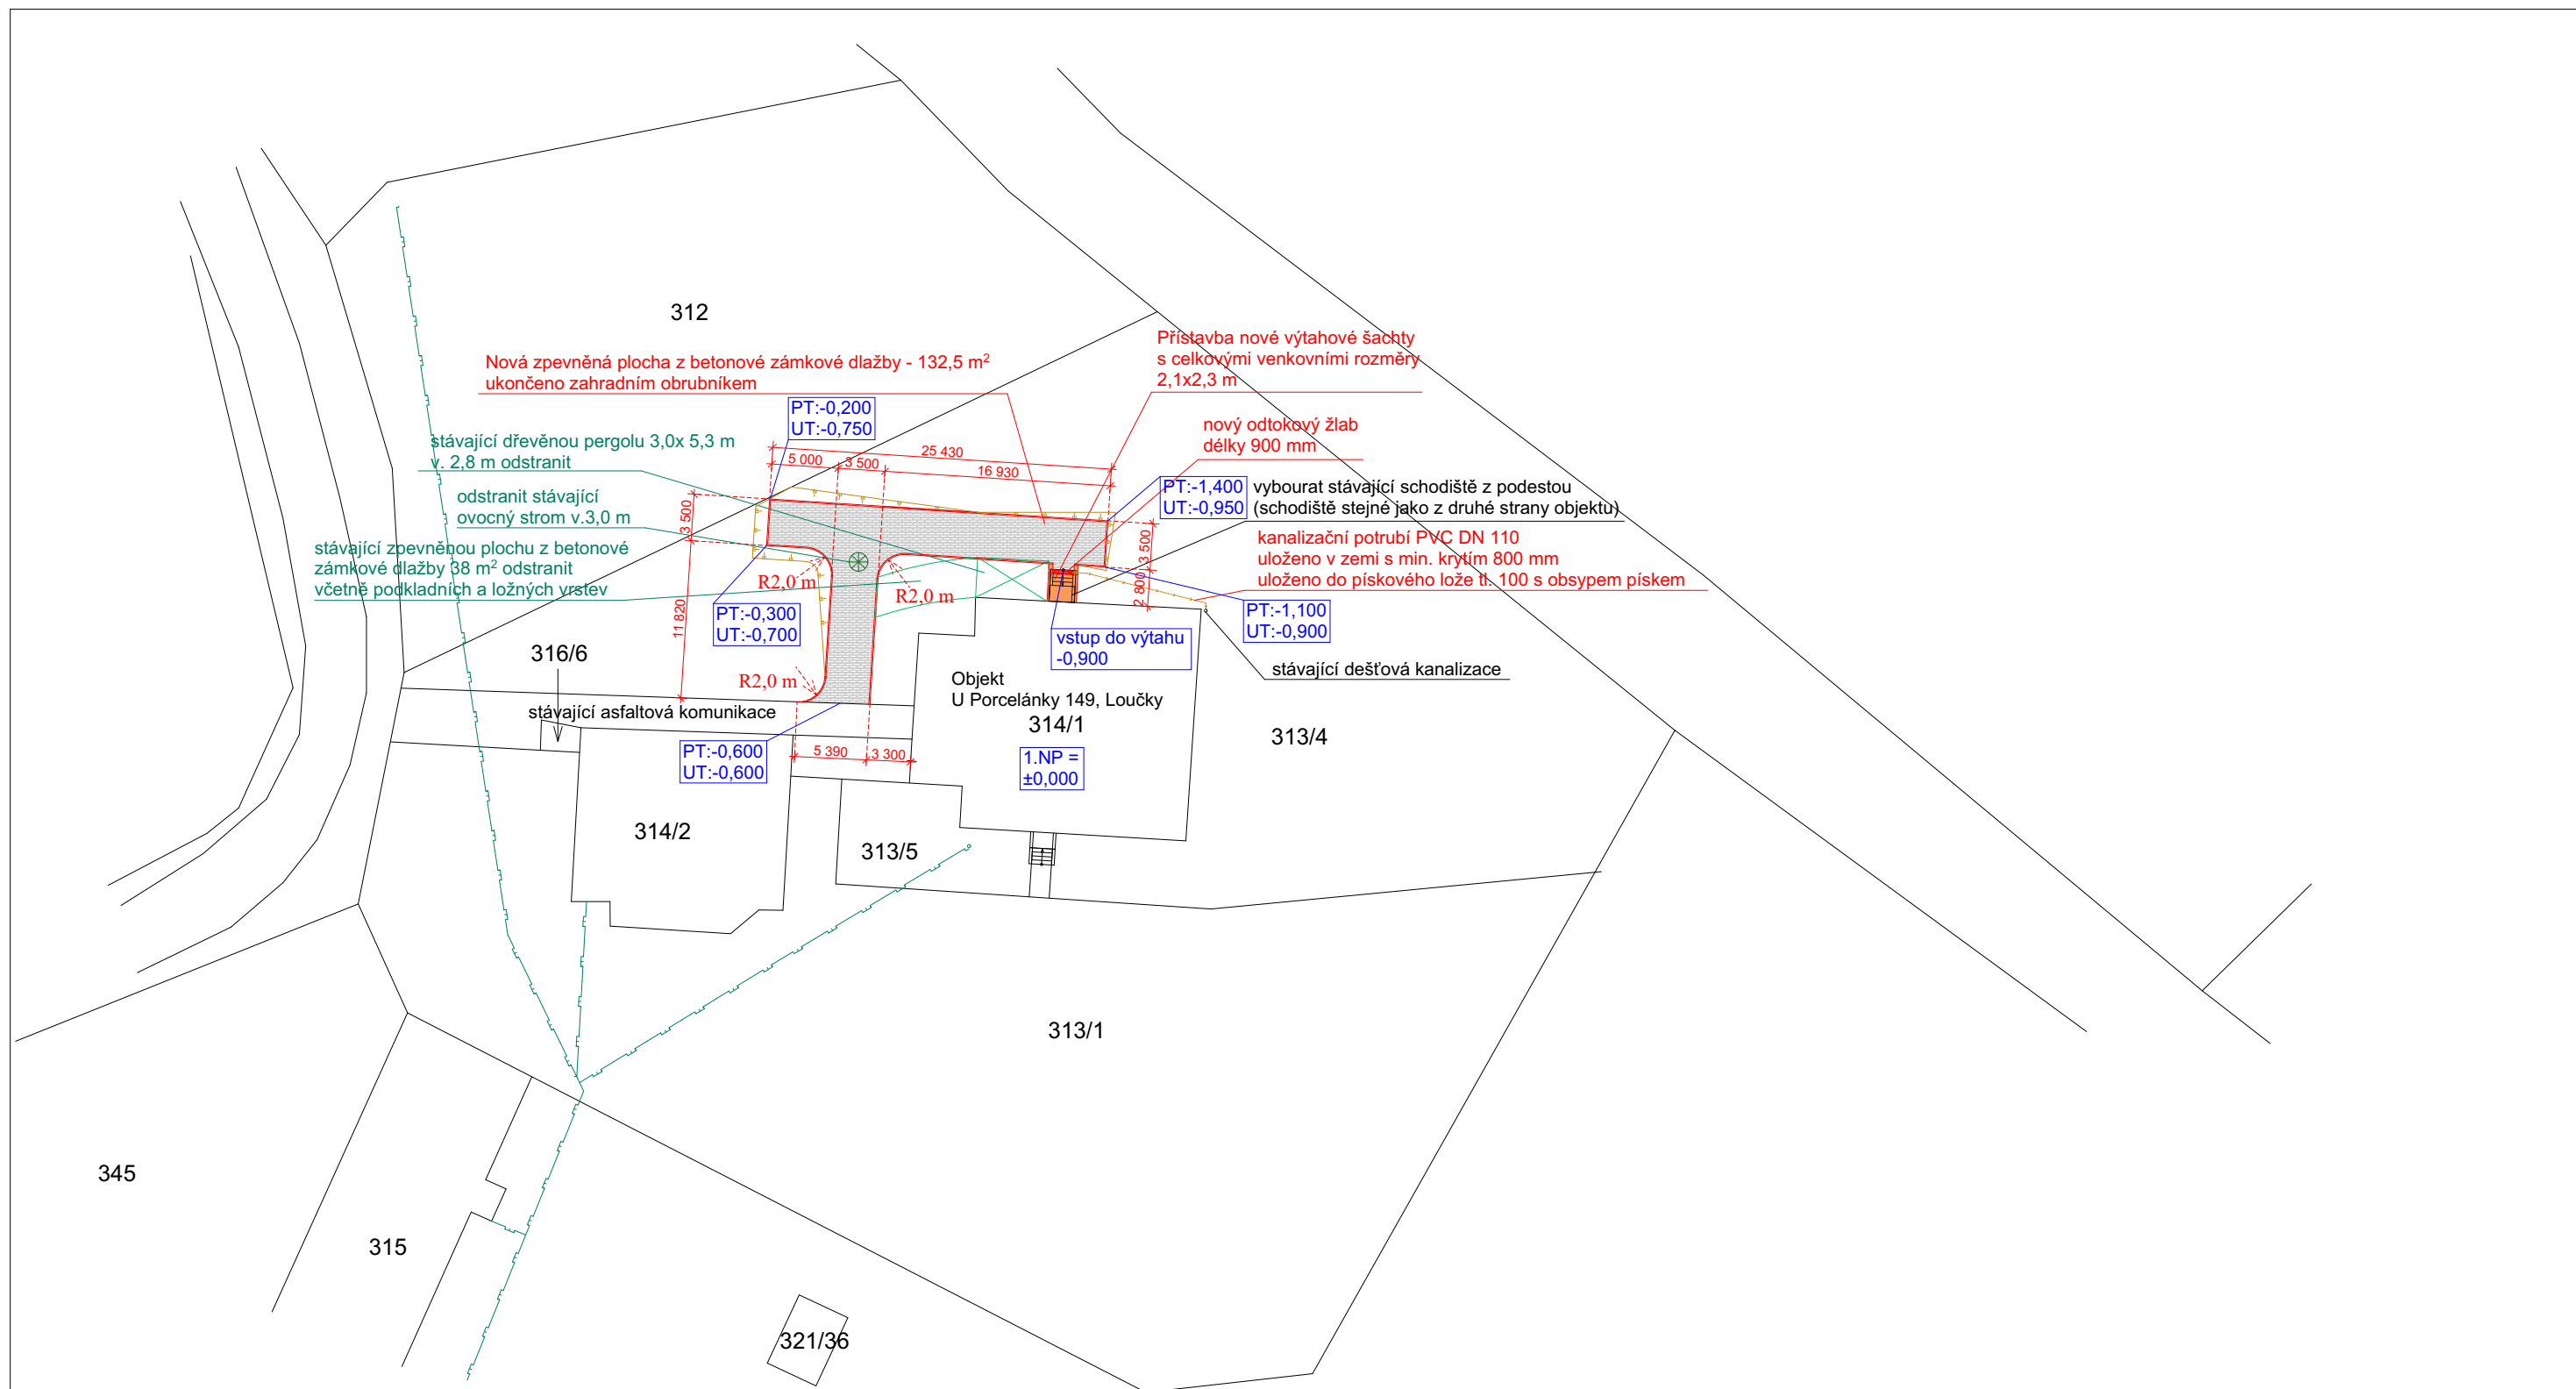 312
Přístavba nové výtahové šachty
s celkovými venkovními rozměry
2,1x2,3 m
Nová zpevněná plocha z betonové zámkové dlažby - 132,5 m²
ukončeno zahradním obrubníkem
PT:-0,200
UT:-0,750
nový odtokový žlab
délky 900 mm
stávající dřevěnou pergolu 3,0x 5,3 m
v. 2,8 m odstranit
25 430
5 000
3 500
16 930
PT:-1,400
UT:-0,950
vybourat stávající schodiště z podestou
(schodiště stejné jako z druhé strany objektu)
odstranit stávající
ovocný strom v.3,0 m
3 500
3 500
kanalizační potrubí PVC DN 110
uloženo v zemi s min. krytím 800 mm
uloženo do pískového lože tl. 100 s obsypem pískem
stávající zpevněnou plochu z betonové
zámkové dlažby 38 m² odstranit
včetně podkladních a ložných vrstev
R2,0 m
R2,0 m
2 800
11 820
PT:-0,300
UT:-0,700
PT:-1,100
UT:-0,900
vstup do výtahu
-0,900
316/6
stávající dešťová kanalizace
R2,0 m
Objekt
U Porcelánky 149, Loučky
314/1
stávající asfaltová komunikace
313/4
PT:-0,600
UT:-0,600
5 390
3 300
1.NP =
±0,000
314/2
313/5
313/1
345
315
321/36